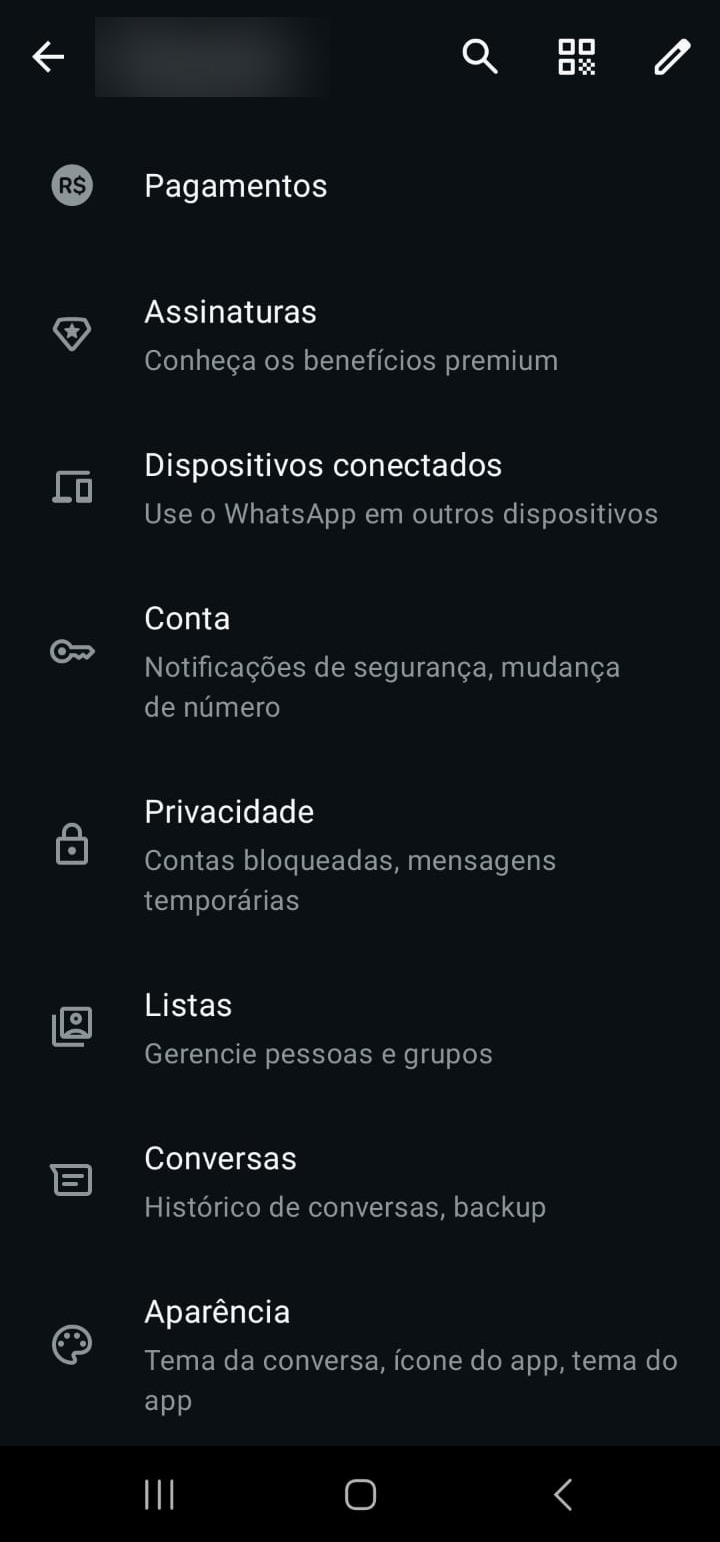 R$ Pagamentos
Assinaturas
Conheça os benefícios premium
Dispositivos conectados
Use o WhatsApp em outros dispositivos
Conta
Notificações de segurança, mudança
de número
Privacidade
Contas bloqueadas, mensagens
temporárias
Listas
Gerencie pessoas e grupos
Conversas
Histórico de conversas, backup
Aparência
Tema da conversa, ícone do app, tema do
app